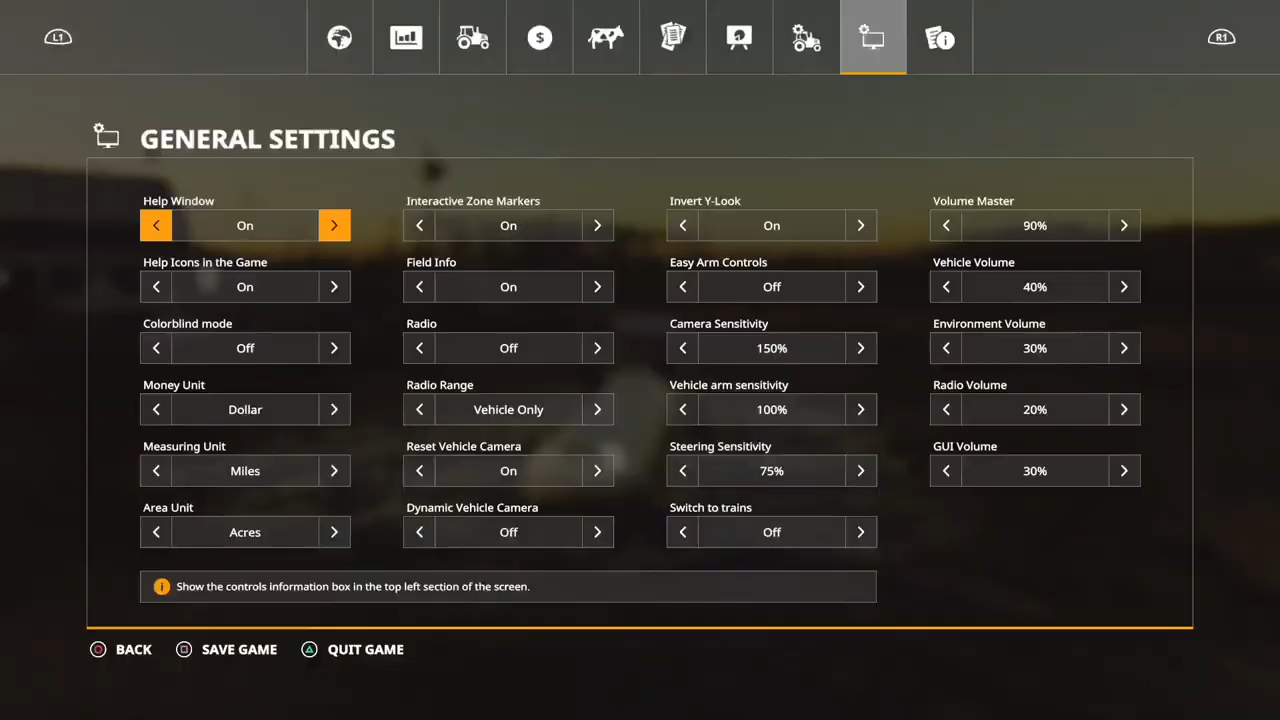 L1
R1
GENERAL SETTINGS
Help Window
On
Help Icons in the Game
On
Colorblind mode
Off
Money Unit
Dollar
Measuring Unit
Miles
Area Unit
Acres
Interactive Zone Markers
On
Field Info
On
Radio
Off
Radio Range
Vehicle Only
Reset Vehicle Camera
On
Dynamic Vehicle Camera
Off
Invert Y-Look
On
Easy Arm Controls
Off
Camera Sensitivity
150%
Vehicle arm sensitivity
100%
Steering Sensitivity
75%
Switch to trains
Off
Volume Master
90%
Vehicle Volume
40%
Environment Volume
30%
Radio Volume
20%
GUI Volume
30%
Show the controls information box in the top left section of the screen.
BACK SAVE GAME QUIT GAME